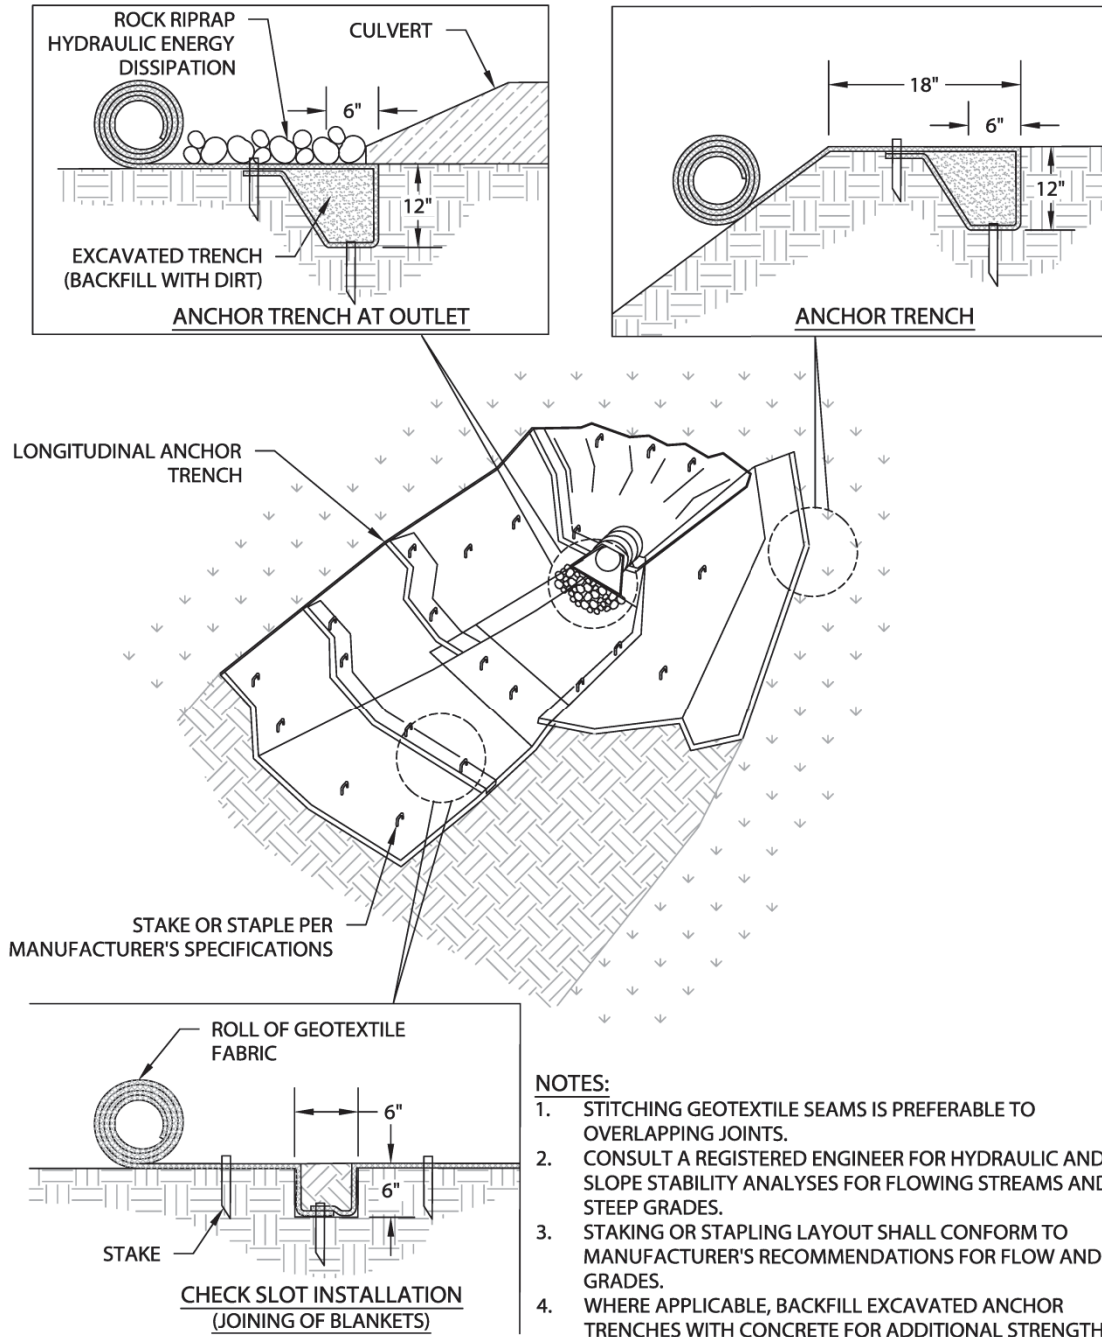 ROCK RIPRAP
HYDRAULIC ENERGY
DISSIPATION
CULVERT
6"
12"
EXCAVATED TRENCH
(BACKFILL WITH DIRT)
ANCHOR TRENCH AT OUTLET
18"
6"
12"
ANCHOR TRENCH
LONGITUDINAL ANCHOR
TRENCH
STAKE OR STAPLE PER
MANUFACTURER'S SPECIFICATIONS
ROLL OF GEOTEXTILE
FABRIC
6"
6"
STAKE
CHECK SLOT INSTALLATION
(JOINING OF BLANKETS)
NOTES:
1. STITCHING GEOTEXTILE SEAMS IS PREFERABLE TO
OVERLAPPING JOINTS.
2. CONSULT A REGISTERED ENGINEER FOR HYDRAULIC AND
SLOPE STABILITY ANALYSES FOR FLOWING STREAMS AND
STEEP GRADES.
3. STAKING OR STAPLING LAYOUT SHALL CONFORM TO
MANUFACTURER'S RECOMMENDATIONS FOR FLOW AND
GRADES.
4. WHERE APPLICABLE, BACKFILL EXCAVATED ANCHOR
TRENCHES WITH CONCRETE FOR ADDITIONAL STRENGTH